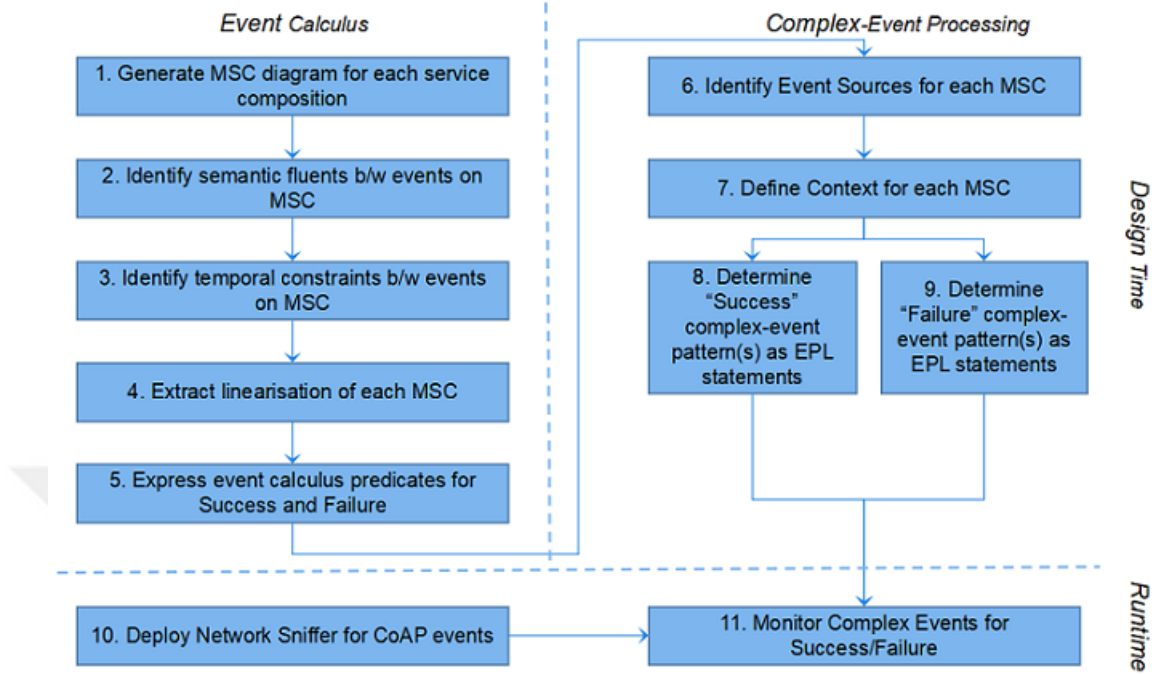 Event Calculus
1. Generate MSC diagram for each service
composition
2. Identify semantic fluents b/w events on
MSC
3. Identify temporal constraints b/w events
on MSC
4. Extract linearisation of each MSC
5. Express event calculus predicates for
Success and Failure
Complex-Event Processing
6. Identify Event Sources for each MSC
7. Define Context for each MSC
8. Determine
“Success”
complex-event
pattern(s) as EPL
statements
9. Determine
“Failure” complex-
event pattern(s) as
EPL statements
Design Time
10. Deploy Network Sniffer for CoAP events
11. Monitor Complex Events for
Success/Failure
Runtime